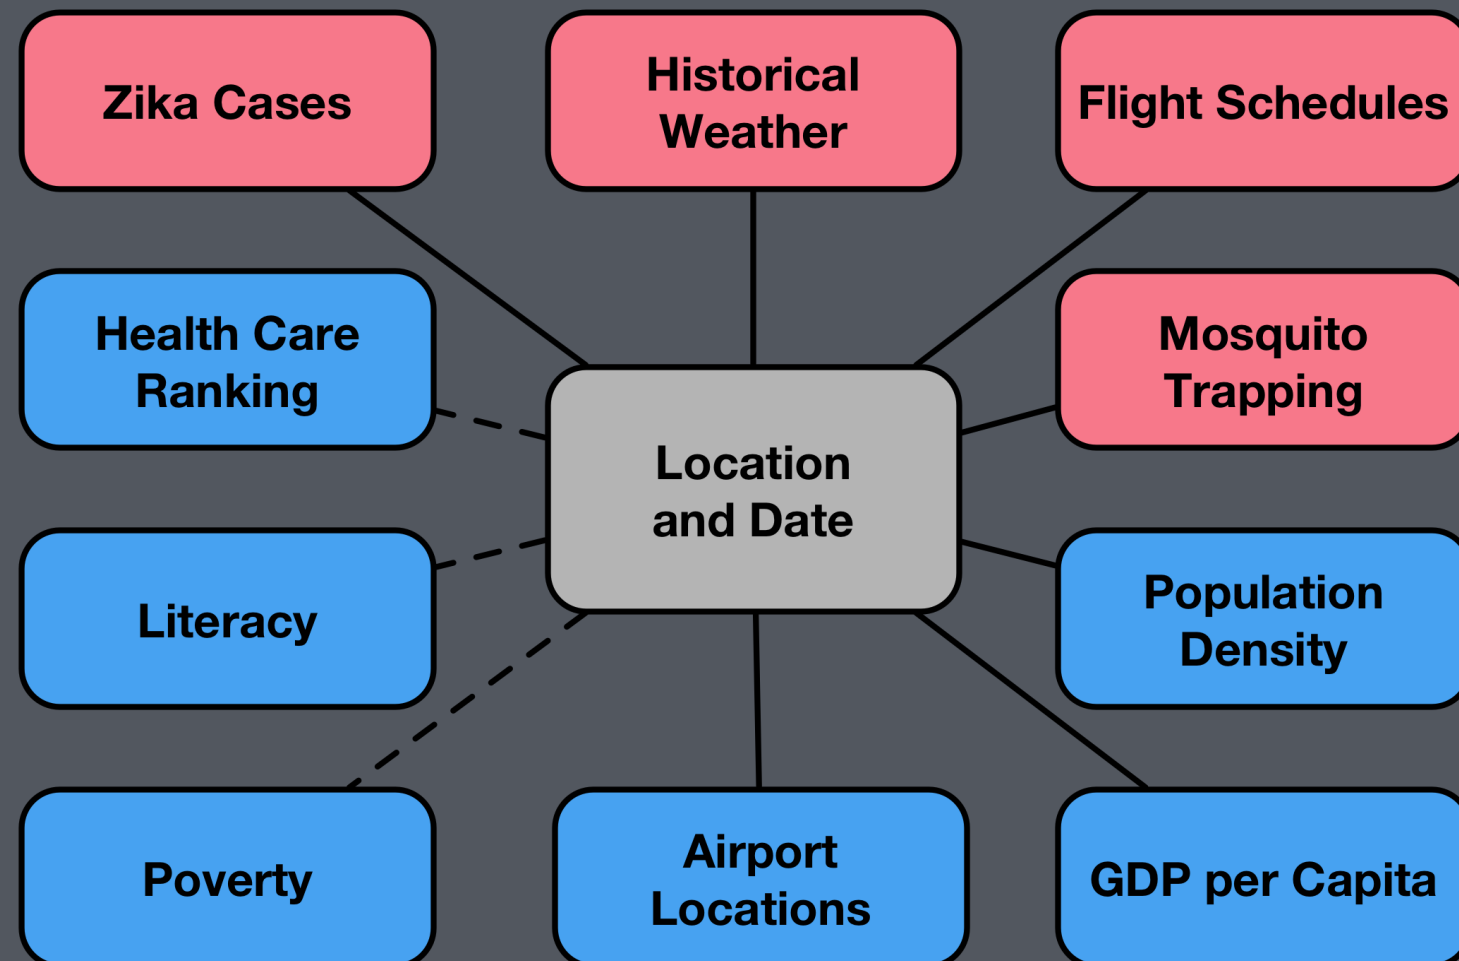 Zika Cases
Historical
Weather
Flight Schedules
Health Care
Ranking
Mosquito
Trapping
Location
and Date
Literacy
Population
Density
Poverty
Airport
Locations
GDP per Capita